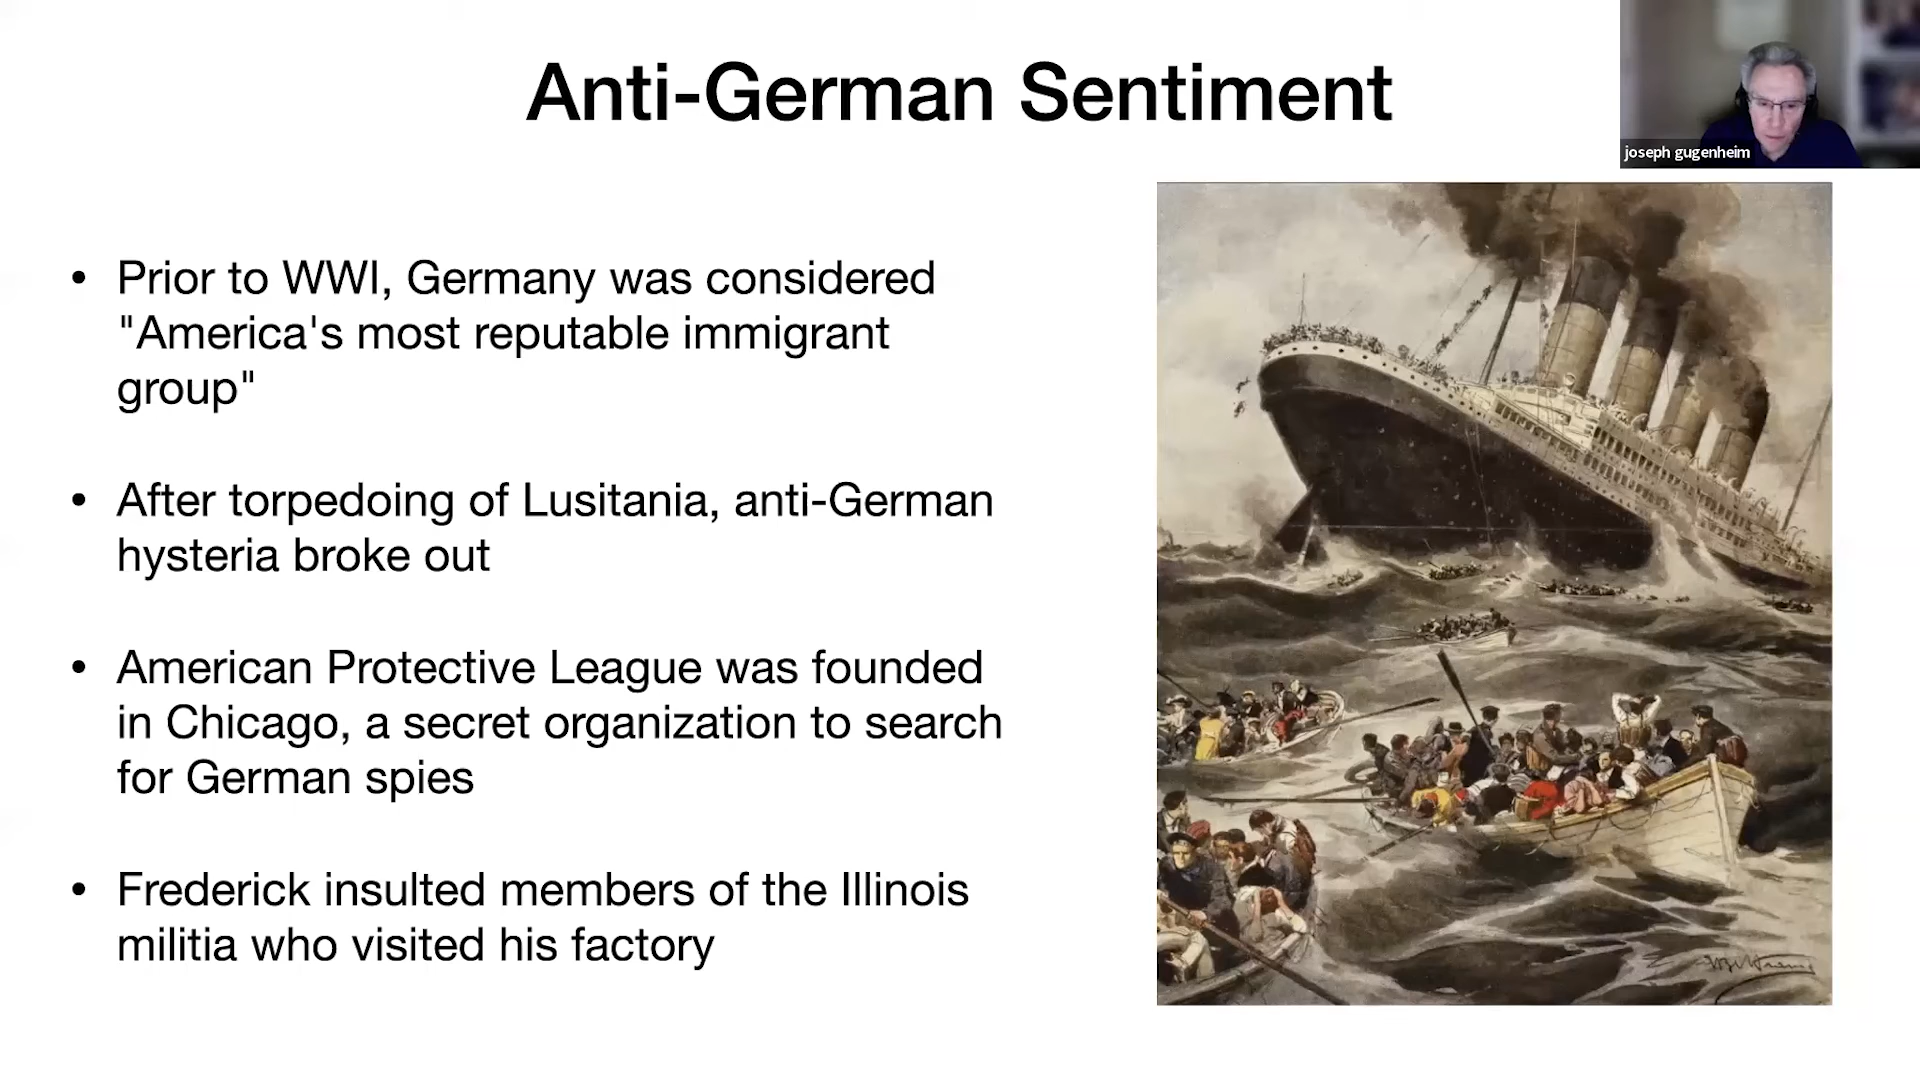 Anti-German Sentiment
joseph gugenheim
• Prior to WWI, Germany was considered
"America's most reputable immigrant
group"
• After torpedoing of Lusitania, anti-German
hysteria broke out
• American Protective League was founded
in Chicago, a secret organization to search
for German spies
• Frederick insulted members of the Illinois
militia who visited his factory